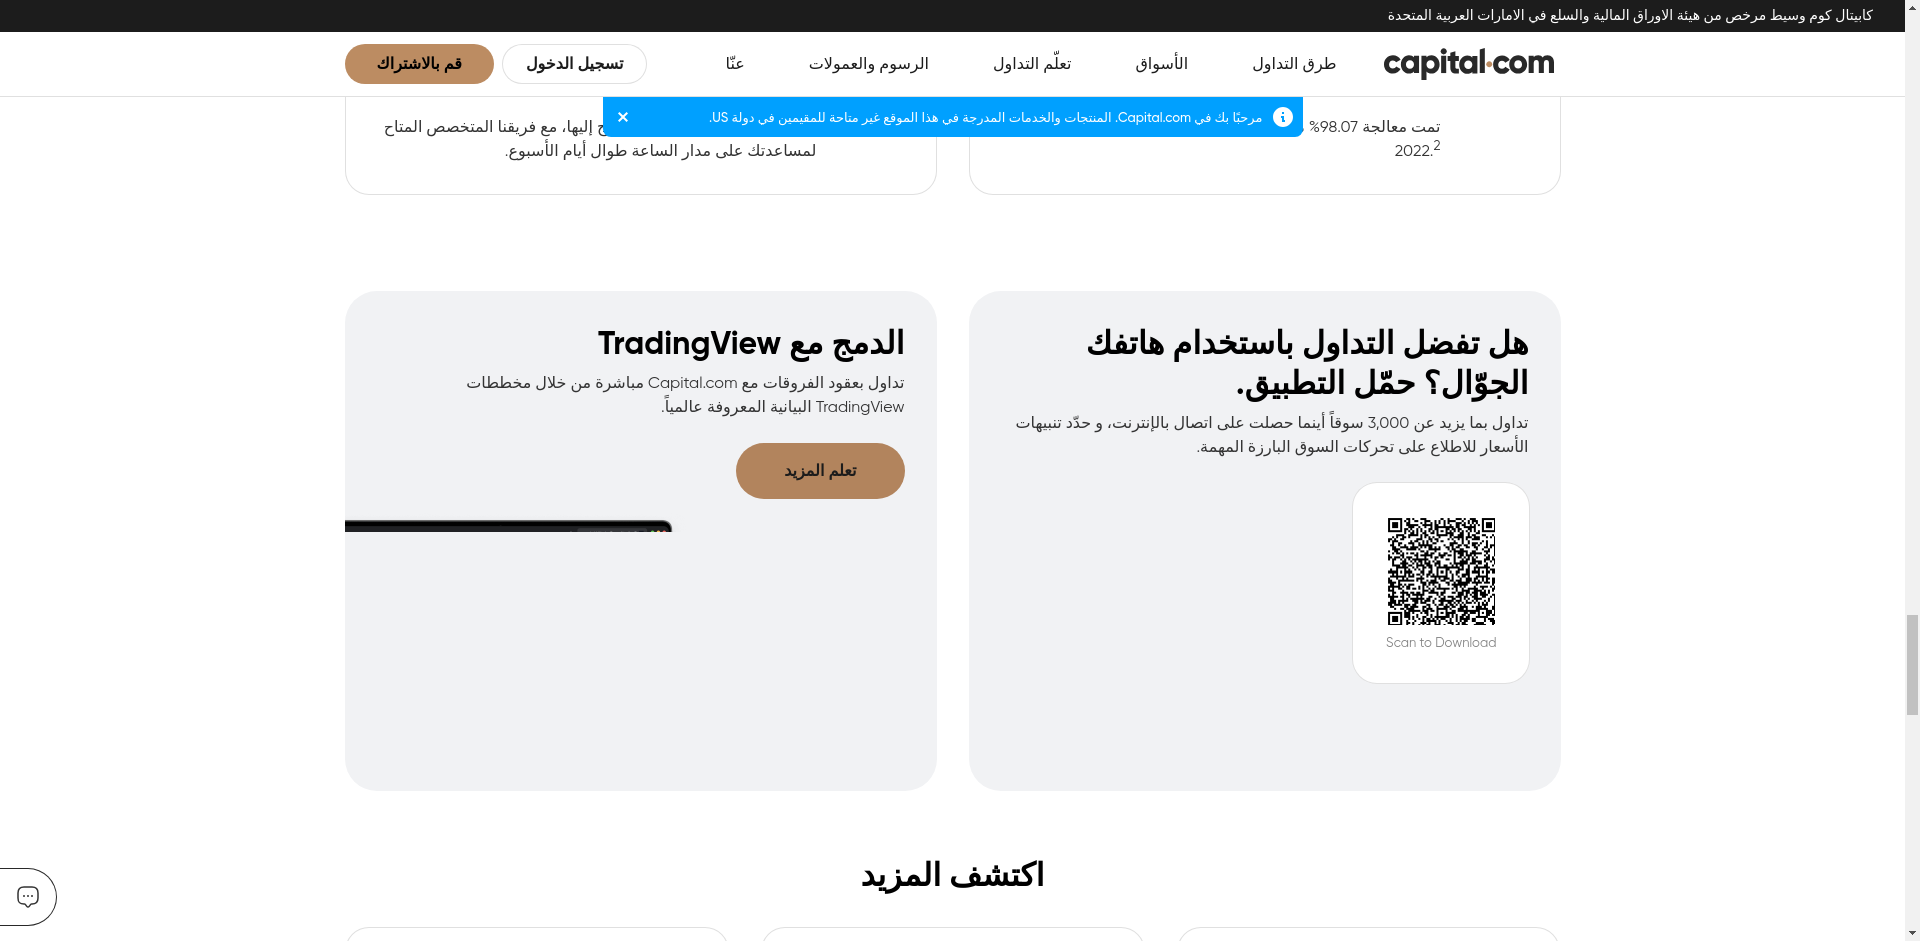 كابيتال كوم وسيط مرخص من هيئة الاوراق المالية والسلع في الامارات العربية المتحدة
capital.com
طرق التداول
الأسواق
تعلّم التداول
الرسوم والعمولات
عنّا
تسجيل الدخول
قم بالاشتراك
مرحبًا بك في Capital.com. المنتجات والخدمات المدرجة في هذا الموقع غير متاحة للمقيمين في دولة US.
تمت معالجة 98.07%
2022.2
إليها، مع فريقنا المتخصص المتاح
لمساعدتك على مدار الساعة طوال أيام الأسبوع.
هل تفضل التداول باستخدام هاتفك
الجوّال؟ حمّل التطبيق.
تداول بما يزيد عن 3,000 سوقاً أينما حصلت على اتصال بالإنترنت، و حدّد تنبيهات
الأسعار للاطلاع على تحركات السوق البارزة المهمة.
Scan to Download
الدمج مع TradingView
تداول بعقود الفروقات مع Capital.com مباشرة من خلال مخططات
TradingView البيانية المعروفة عالمياً.
تعلم المزيد
اكتشف المزيد